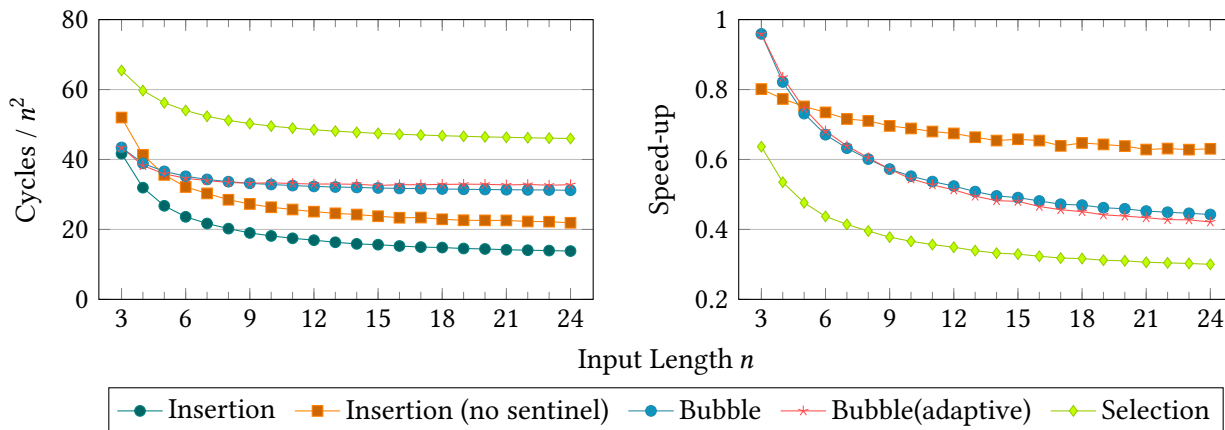 80
60
40
20
0
Cycles / n²
3 6 9 12 15 18 21 24
1
0.8
0.6
0.4
0.2
Speed-up
3 6 9 12 15 18 21 24
Input Length n
Insertion Insertion (no sentinel) Bubble Bubble(adaptive) Selection